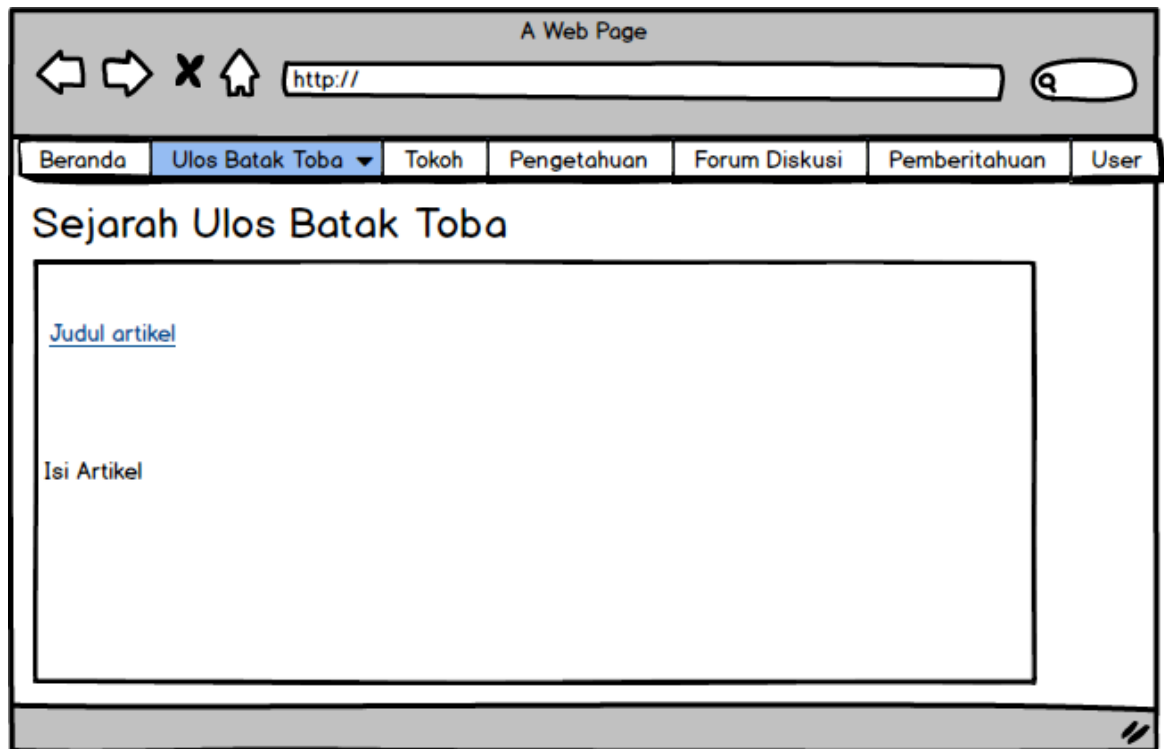 A Web Page
http://
Beranda Ulos Batak Toba Tokoh Pengetahuan Forum Diskusi Pemberitahuan User
Sejarah Ulos Batak Toba
Judul artikel
Isi Artikel